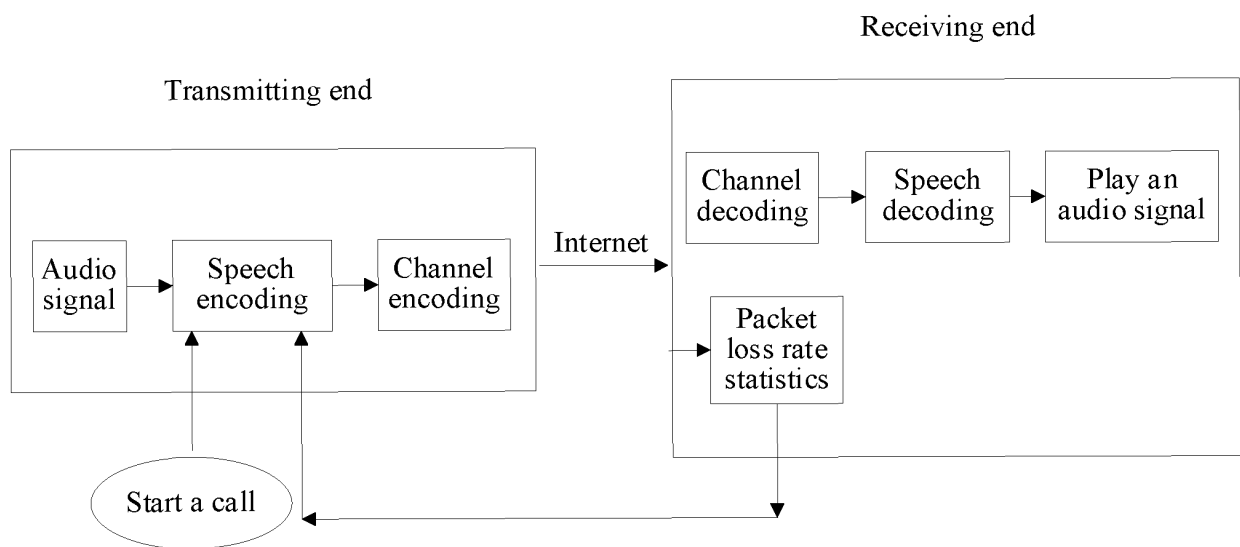 Receiving end
Transmitting end
Audio
signal
Speech
encoding
Channel
encoding
Internet
Channel
decoding
Speech
decoding
Play an
audio signal
Packet
loss rate
statistics
Start a call